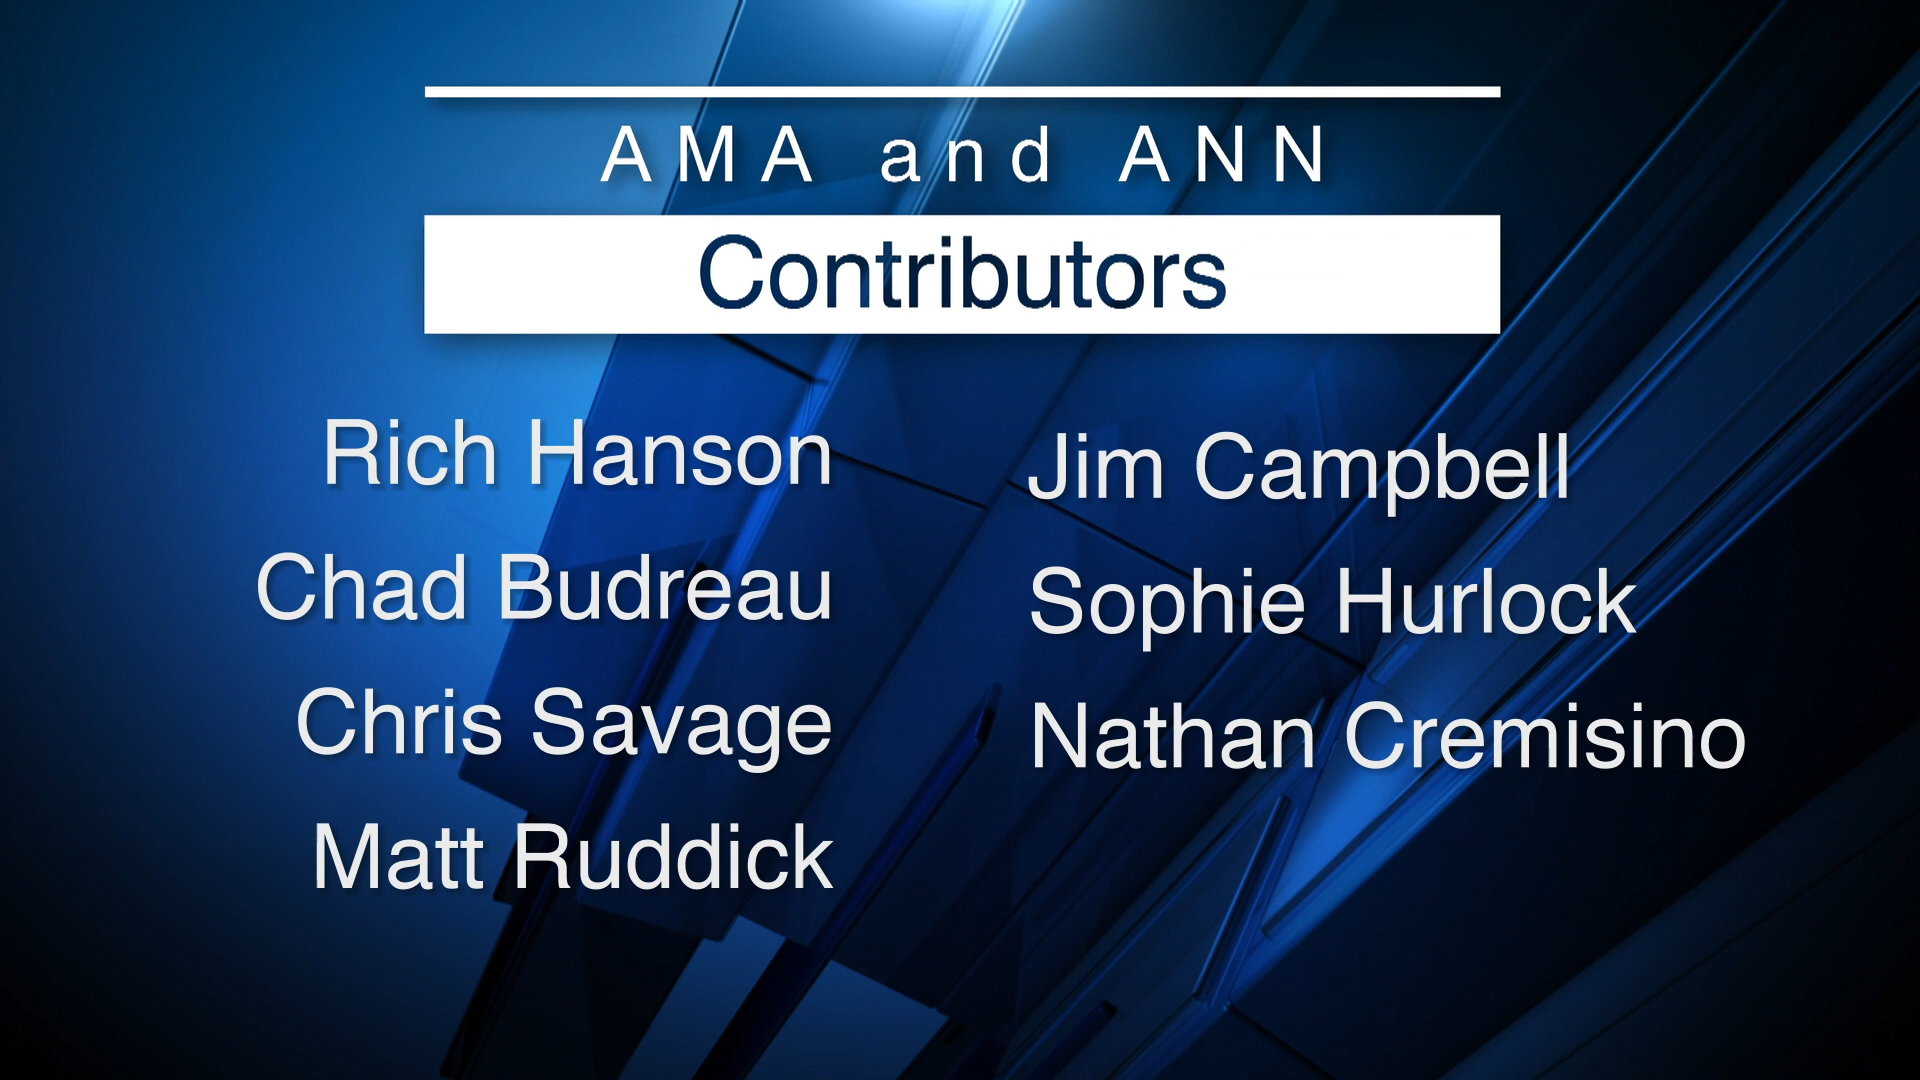 AMA and ANN
Contributors
Rich Hanson
Chad Budreau
Chris Savage
Matt Ruddick
Jim Campbell
Sophie Hurlock
Nathan Cremisino